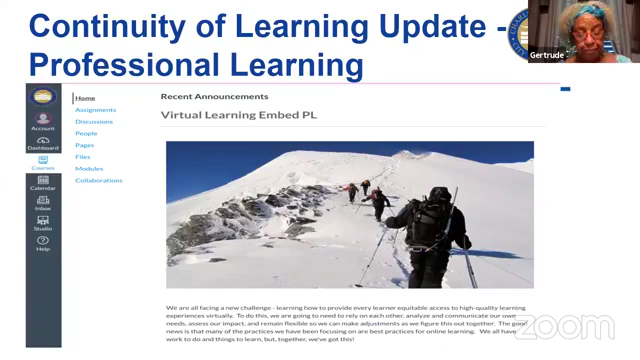 Continuity of Learning Update -
Professional Learning
Gertrude
Home
Assignments
Discussions
People
Pages
Files
Modules
Collaborations
Account
Dashboard
Courses
Calendar
Inbox
Studio
Help
Recent Announcements
Virtual Learning Embed PL
We are all facing a new challenge - learning how to provide every learner equitable access to high-quality learning
experiences virtually. To do this, we are going to need to rely on each other, analyze and communicate our own
needs, assess our impact, and remain flexible so we can make adjustments as we figure this out together. The good
news is that many of the practices we have been focusing on are best practices for online learning. We all have
work to do and things to learn, but, together, we've got this!
zoom